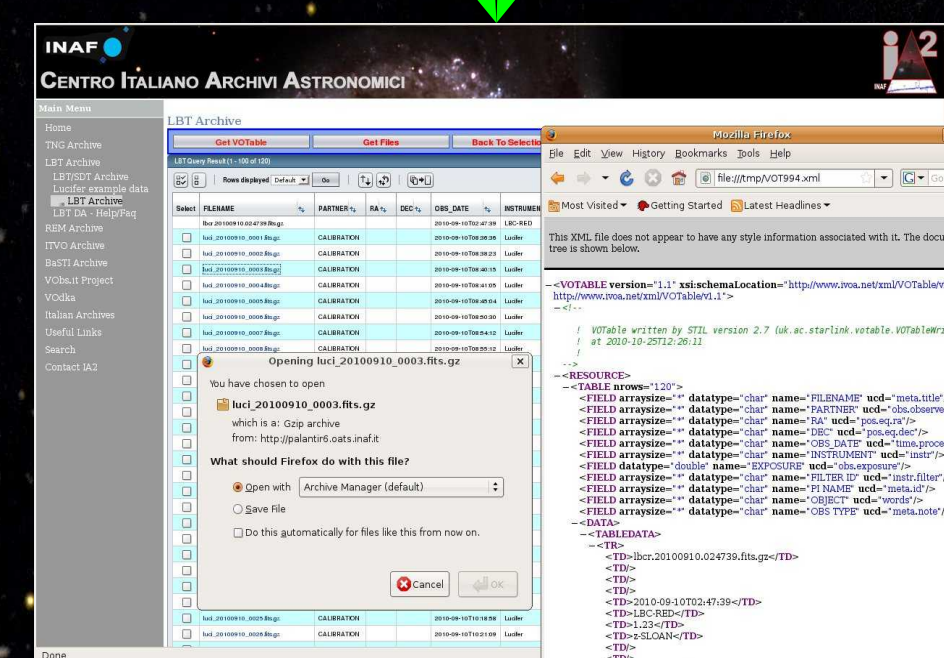 INAF
CENTRO ITALIANO ARCHIVI ASTRONOMICI
2
INAF
Main Menu
Home
TNG Archive
LBT Archive
LBT/SDT Archive
Lucifer example data
LBT Archive
LBT DA - Help/Faq
REM Archive
ITVO Archive
BaSTI Archive
VObs.it Project
VOdka
Italian Archives
Useful Links
Search
Contact IA2
LBT Archive
Get VOTable Get Files Back To Selectio
LBT Query Result (1 - 100 of 120)
Rows displayed Default Go
Select FILENAME PARTNER RA DEC OBS_DATE INSTRUMEN
lbcr.20100910.024739.fits.gz 2010-09-10T02:47:39 LBC-RED
luci_20100910_0001.fits.gz CALIBRATION 2010-09-10T08:36:36 Lucifer
luci_20100910_0002.fits.gz CALIBRATION 2010-09-10T08:38:23 Lucifer
luci_20100910_0003.fits.gz CALIBRATION 2010-09-10T08:40:15 Lucifer
luci_20100910_0004.fits.gz CALIBRATION 2010-09-10T08:41:05 Lucifer
luci_20100910_0005.fits.gz CALIBRATION 2010-09-10T08:46:04 Lucifer
luci_20100910_0006.fits.gz CALIBRATION 2010-09-10T08:50:30 Lucifer
luci_20100910_0007.fits.gz CALIBRATION 2010-09-10T08:54:12 Lucifer
luci_20100910_0008.fits.gz CALIBRATION 2010-09-10T08:55:12 Lucifer
Opening luci_20100910_0003.fits.gz
You have chosen to open
luci_20100910_0003.fits.gz
which is a: Gzip archive
from: http://palantir6.oats.inaf.it
What should Firefox do with this file?
Open with Archive Manager (default)
Save File
Do this automatically for files like this from now on.
Cancel OK
luci_20100910_0025.fits.gz CALIBRATION 2010-09-10T10:18:58 Lucifer
luci_20100910_0026.fits.gz CALIBRATION 2010-09-10T10:21:09 Lucifer
Done
Mozilla Firefox
File Edit View History Bookmarks Tools Help
file:///tmp/VOT994.xml G Go
Most Visited Getting Started Latest Headlines
This XML file does not appear to have any style information associated with it. The docu
tree is shown below.
−<VOTABLE version="1.1" xsi:schemaLocation="http://www.ivoa.net/xml/VOTable/v
http://www.ivoa.net/xml/VOTable/v1.1">
−<!--
! VOTable written by STIL version 2.7 (uk.ac.starlink.votable.VOTableWri
! at 2010-10-25T12:26:11
!
-->
−<RESOURCE>
−<TABLE nrows="120">
<FIELD arraysize="*" datatype="char" name="FILENAME" ucd="meta.title"
<FIELD arraysize="*" datatype="char" name="PARTNER" ucd="obs.observe
<FIELD arraysize="*" datatype="char" name="RA" ucd="pos.eq.ra"/>
<FIELD arraysize="*" datatype="char" name="DEC" ucd="pos.eq.dec"/>
<FIELD arraysize="*" datatype="char" name="OBS_DATE" ucd="time.proce
<FIELD arraysize="*" datatype="char" name="INSTRUMENT" ucd="instr"/>
<FIELD datatype="double" name="EXPOSURE" ucd="obs.exposure"/>
<FIELD arraysize="*" datatype="char" name="FILTER ID" ucd="instr.filter"/
<FIELD arraysize="*" datatype="char" name="PI NAME" ucd="meta.id"/>
<FIELD arraysize="*" datatype="char" name="OBJECT" ucd="words"/>
<FIELD arraysize="*" datatype="char" name="OBS TYPE" ucd="meta.note"/
−<DATA>
−<TABLEDATA>
−<TR>
<TD>lbcr.20100910.024739.fits.gz</TD>
<TD/>
<TD/>
<TD/>
<TD>2010-09-10T02:47:39</TD>
<TD>LBC-RED</TD>
<TD>1.23</TD>
<TD>z-SLOAN</TD>
<TD/>
<TD/>